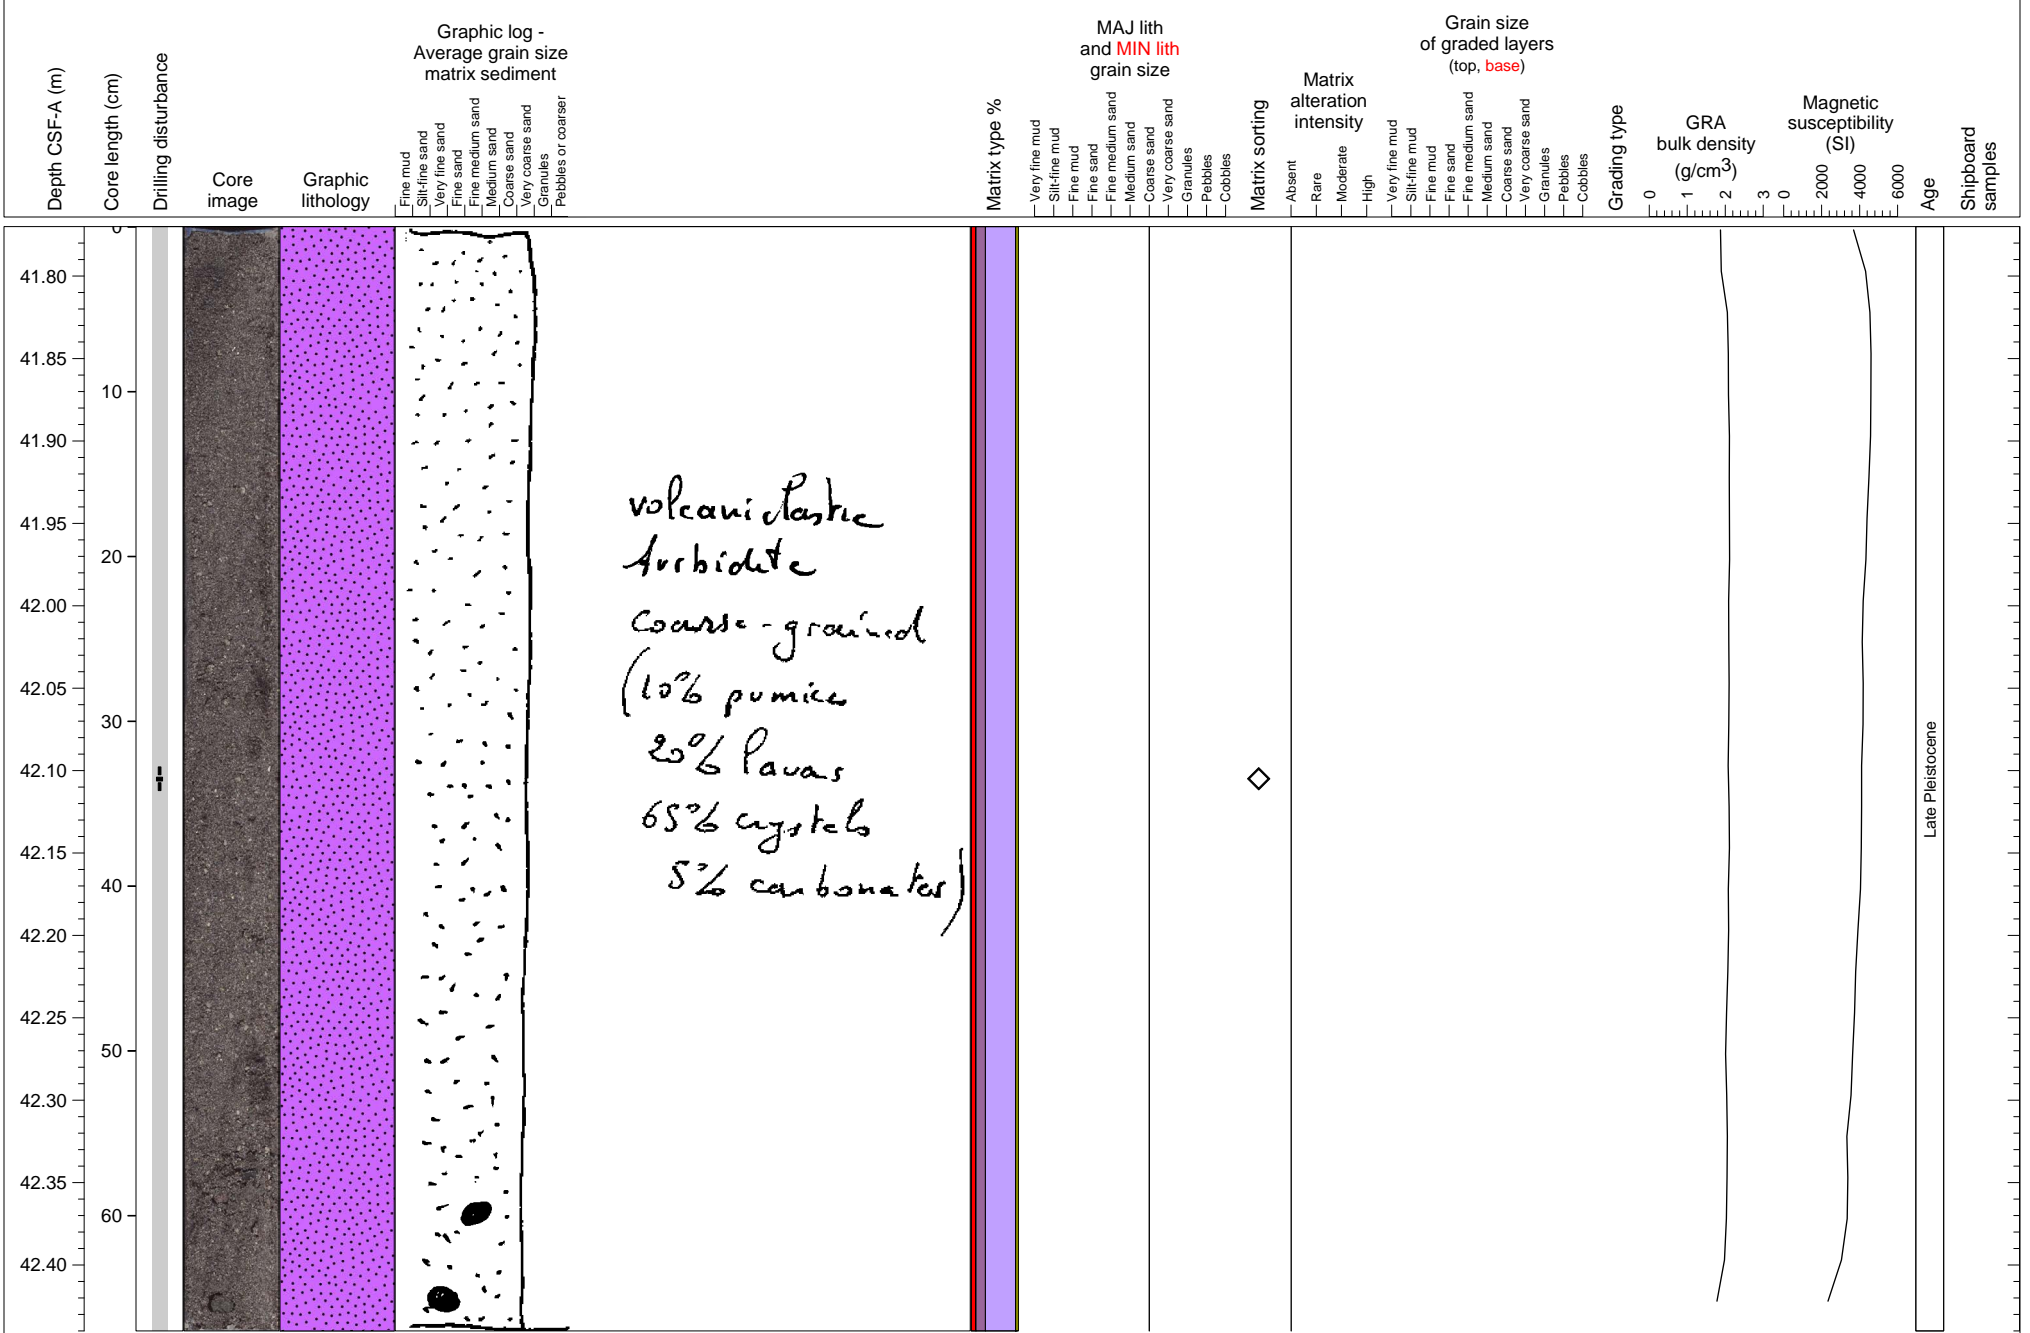 Depth CSF-A (m)
Core length (cm)
Drilling disturbance
Core
image
Graphic
lithology
Graphic log -
Average grain size
matrix sediment
Fine mud
Silt-fine sand
Very fine sand
Fine sand
Fine medium sand
Medium sand
Coarse sand
Very coarse sand
Granules
Pebbles or coarser
Matrix type %
MAJ lith
and MIN lith
grain size
Very fine mud
Silt-fine mud
Fine mud
Fine sand
Fine medium sand
Medium sand
Coarse sand
Very coarse sand
Granules
Pebbles
Cobbles
Matrix sorting
Matrix
alteration
intensity
Absent
Rare
Moderate
High
Grain size
of graded layers
(top, base)
Very fine mud
Silt-fine mud
Fine mud
Fine sand
Fine medium sand
Medium sand
Coarse sand
Very coarse sand
Granules
Pebbles
Cobbles
Grading type
GRA
bulk density
(g/cm3)
0 1 2 3
Magnetic
susceptibility
(SI)
0 2000 4000 6000
Age
Shipboard
samples
0
41.80
41.85
10
41.90
41.95
20
42.00
42.05
30
42.10
42.15
40
42.20
42.25
50
42.30
42.35
60
42.40
volcaniclastic
turbidite
coarse-grained
(10% pumices
20% lavas
65% crystals
5% carbonates)
Late Pleistocene